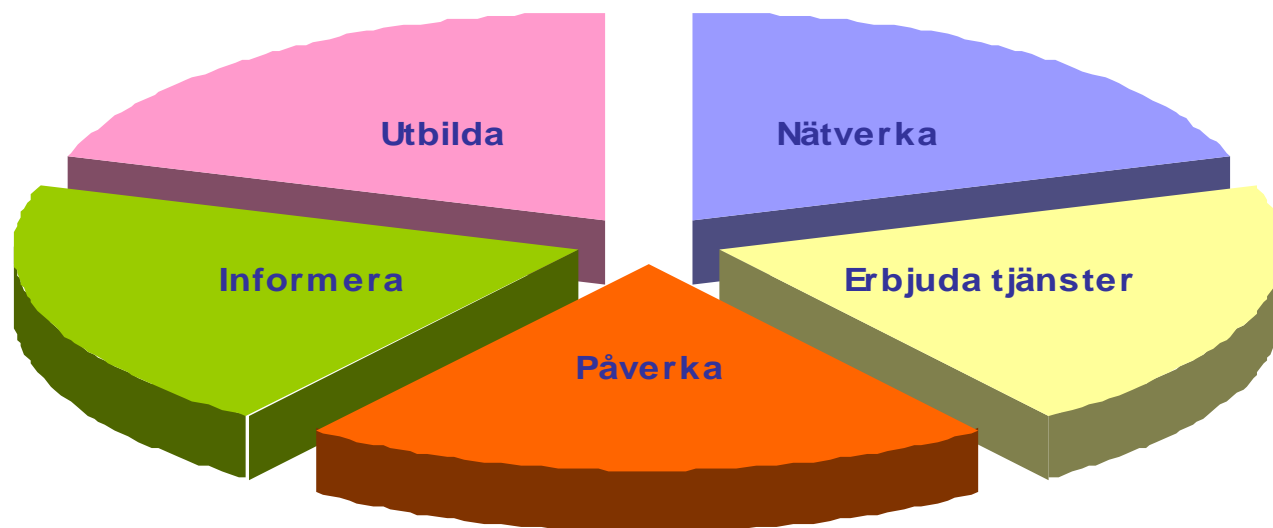 Utbilda
Nätverka
Informera
Erbjuda tjänster
Påverka